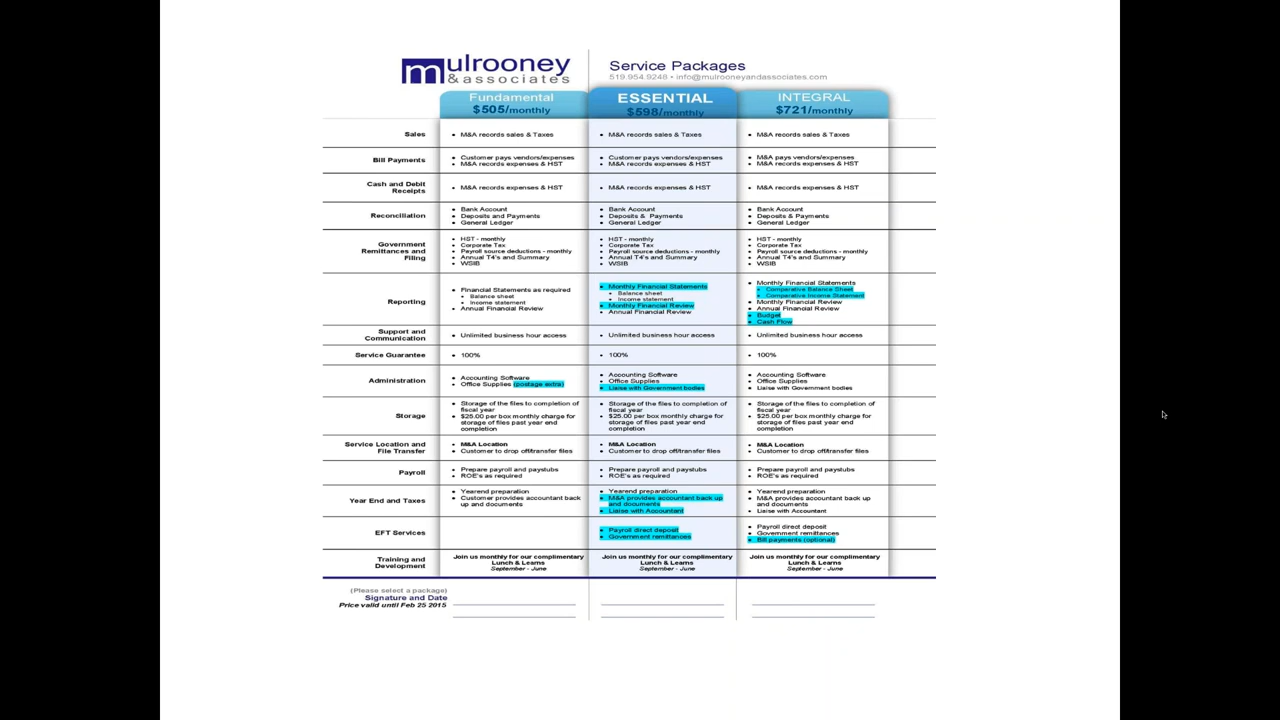 mulrooney
&associates
Service Packages
519.954.9248 • info@mulrooneyandassociates.com
Fundamental ESSENTIAL INTEGRAL
$505/monthly $598/monthly $721/monthly
Sales
• M&A records sales & Taxes
• M&A records sales & Taxes
• M&A records sales & Taxes
Bill Payments
• Customer pays vendors/expenses
• M&A records expenses & HST
• Customer pays vendors/expenses
• M&A records expenses & HST
• M&A pays vendors/expenses
• M&A records expenses & HST
Cash and Debit
Receipts
• M&A records expenses & HST
• M&A records expenses & HST
• M&A records expenses & HST
Reconciliation
• Bank Account
• Deposits and Payments
• General Ledger
• Bank Account
• Deposits & Payments
• General Ledger
• Bank Account
• Deposits & Payments
• General Ledger
Government
Remittances and
Filing
• HST - monthly
• Corporate Tax
• Payroll source deductions - monthly
• Annual T4's and Summary
• WSIB
• HST - monthly
• Corporate Tax
• Payroll source deductions - monthly
• Annual T4's and Summary
• WSIB
• HST - monthly
• Corporate Tax
• Payroll source deductions - monthly
• Annual T4's and Summary
• WSIB
Reporting
• Financial Statements as required
• Balance sheet
• Income statement
• Annual Financial Review
• Monthly Financial Statements
• Balance sheet
• Income statement
• Monthly Financial Review
• Annual Financial Review
• Monthly Financial Statements
• Comparative Balance Sheet
• Comparative Income Statement
• Monthly Financial Review
• Annual Financial Review
• Budget
• Cash Flow
Support and
Communication
• Unlimited business hour access
• Unlimited business hour access
• Unlimited business hour access
Service Guarantee
• 100%
• 100%
• 100%
Administration
• Accounting Software
• Office Supplies (postage extra)
• Accounting Software
• Office Supplies
• Liaise with Government bodies
• Accounting Software
• Office Supplies
• Liaise with Government bodies
Storage
• Storage of the files to completion of
fiscal year
• $25.00 per box monthly charge for
storage of files past year end
completion
• Storage of the files to completion of
fiscal year
• $25.00 per box monthly charge for
storage of files past year end
completion
• Storage of the files to completion of
fiscal year
• $25.00 per box monthly charge for
storage of files past year end
completion
Service Location and
File Transfer
• M&A Location
• Customer to drop off/transfer files
• M&A Location
• Customer to drop off/transfer files
• M&A Location
• Customer to drop off/transfer files
Payroll
• Prepare payroll and paystubs
• ROE's as required
• Prepare payroll and paystubs
• ROE's as required
• Prepare payroll and paystubs
• ROE's as required
Year End and Taxes
• Yearend preparation
• Customer provides accountant back
up and documents
• Yearend preparation
• M&A provides accountant back up
and documents
• Liaise with Accountant
• Yearend preparation
• M&A provides accountant back up
and documents
• Liaise with Accountant
EFT Services
• Payroll direct deposit
• Government remittances
• Payroll direct deposit
• Government remittances
• Bill payments (optional)
Training and
Development
Join us monthly for our complimentary
Lunch & Learns
September - June
Join us monthly for our complimentary
Lunch & Learns
September - June
Join us monthly for our complimentary
Lunch & Learns
September - June
(Please select a package)
Signature and Date
Price valid until Feb 25 2015